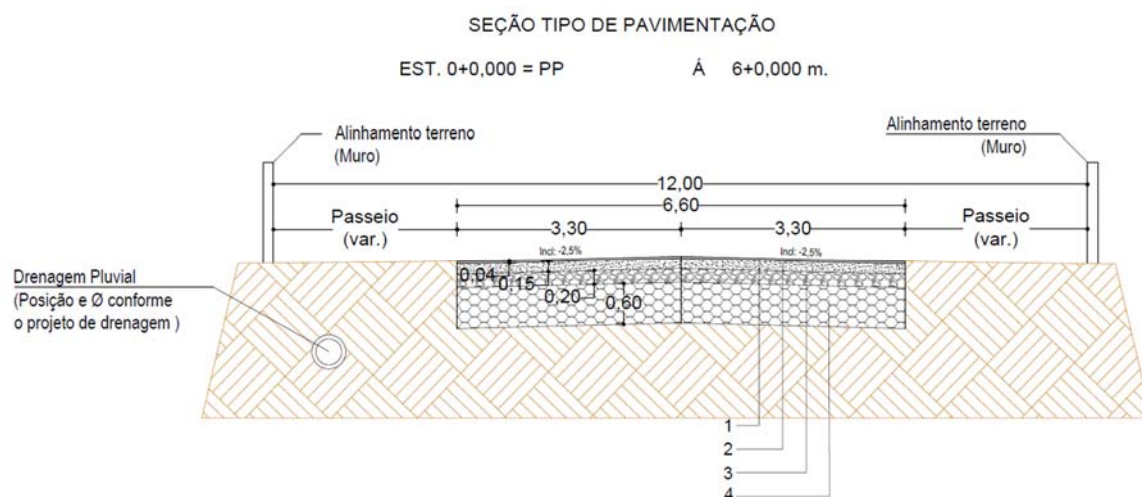 SEÇÃO TIPO DE PAVIMENTAÇÃO
EST. 0+0,000 = PP Á 6+0,000 m.
Alinhamento terreno
(Muro)
Alinhamento terreno
(Muro)
12,00
6,60
Passeio
(var.)
3,30
3,30
Passeio
(var.)
Incl: -2,5%
Incl: -2,5%
Drenagem Pluvial
(Posição e Ø conforme
o projeto de drenagem )
0,04
0,15
0,20
0,60
1
2
3
4